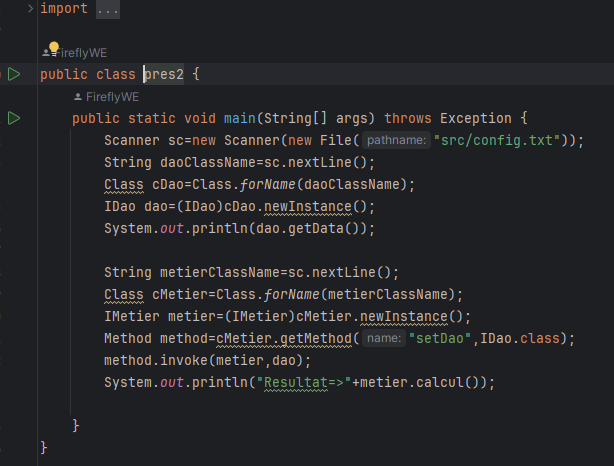 import ...
FireflyWE
public class pres2 {
FireflyWE
public static void main(String[] args) throws Exception {
Scanner sc=new Scanner(new File( pathname: "src/config.txt"));
String daoClassName=sc.nextLine();
Class cDao=Class.forName(daoClassName);
IDao dao=(IDao)cDao.newInstance();
System.out.println(dao.getData());
String metierClassName=sc.nextLine();
Class cMetier=Class.forName(metierClassName);
IMetier metier=(IMetier)cMetier.newInstance();
Method method=cMetier.getMethod( name: "setDao",IDao.class);
method.invoke(metier,dao);
System.out.println("Resultat=>"+metier.calcul());
}
}